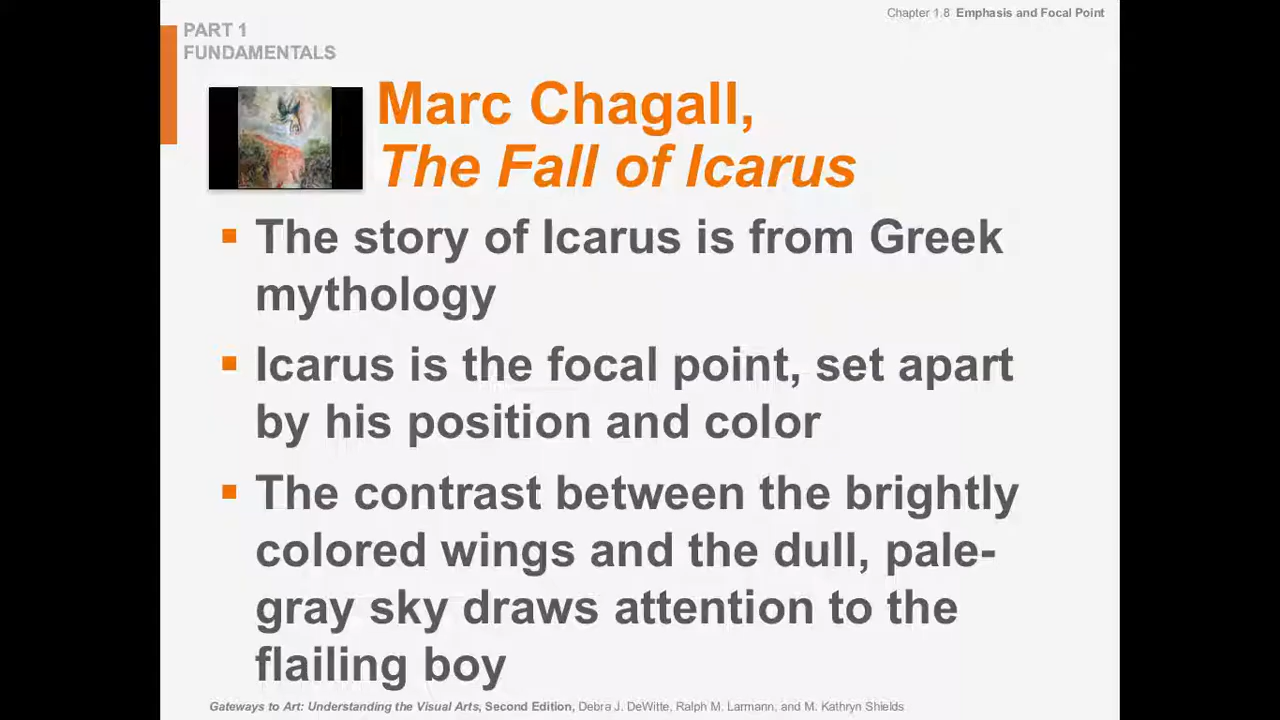 Chapter 1.8 Emphasis and Focal Point
PART 1
FUNDAMENTALS
Marc Chagall,
The Fall of Icarus
▪ The story of Icarus is from Greek
mythology
▪ Icarus is the focal point, set apart
by his position and color
▪ The contrast between the brightly
colored wings and the dull, pale-
gray sky draws attention to the
flailing boy
Gateways to Art: Understanding the Visual Arts, Second Edition, Debra J. DeWitte, Ralph M. Larmann, and M. Kathryn Shields